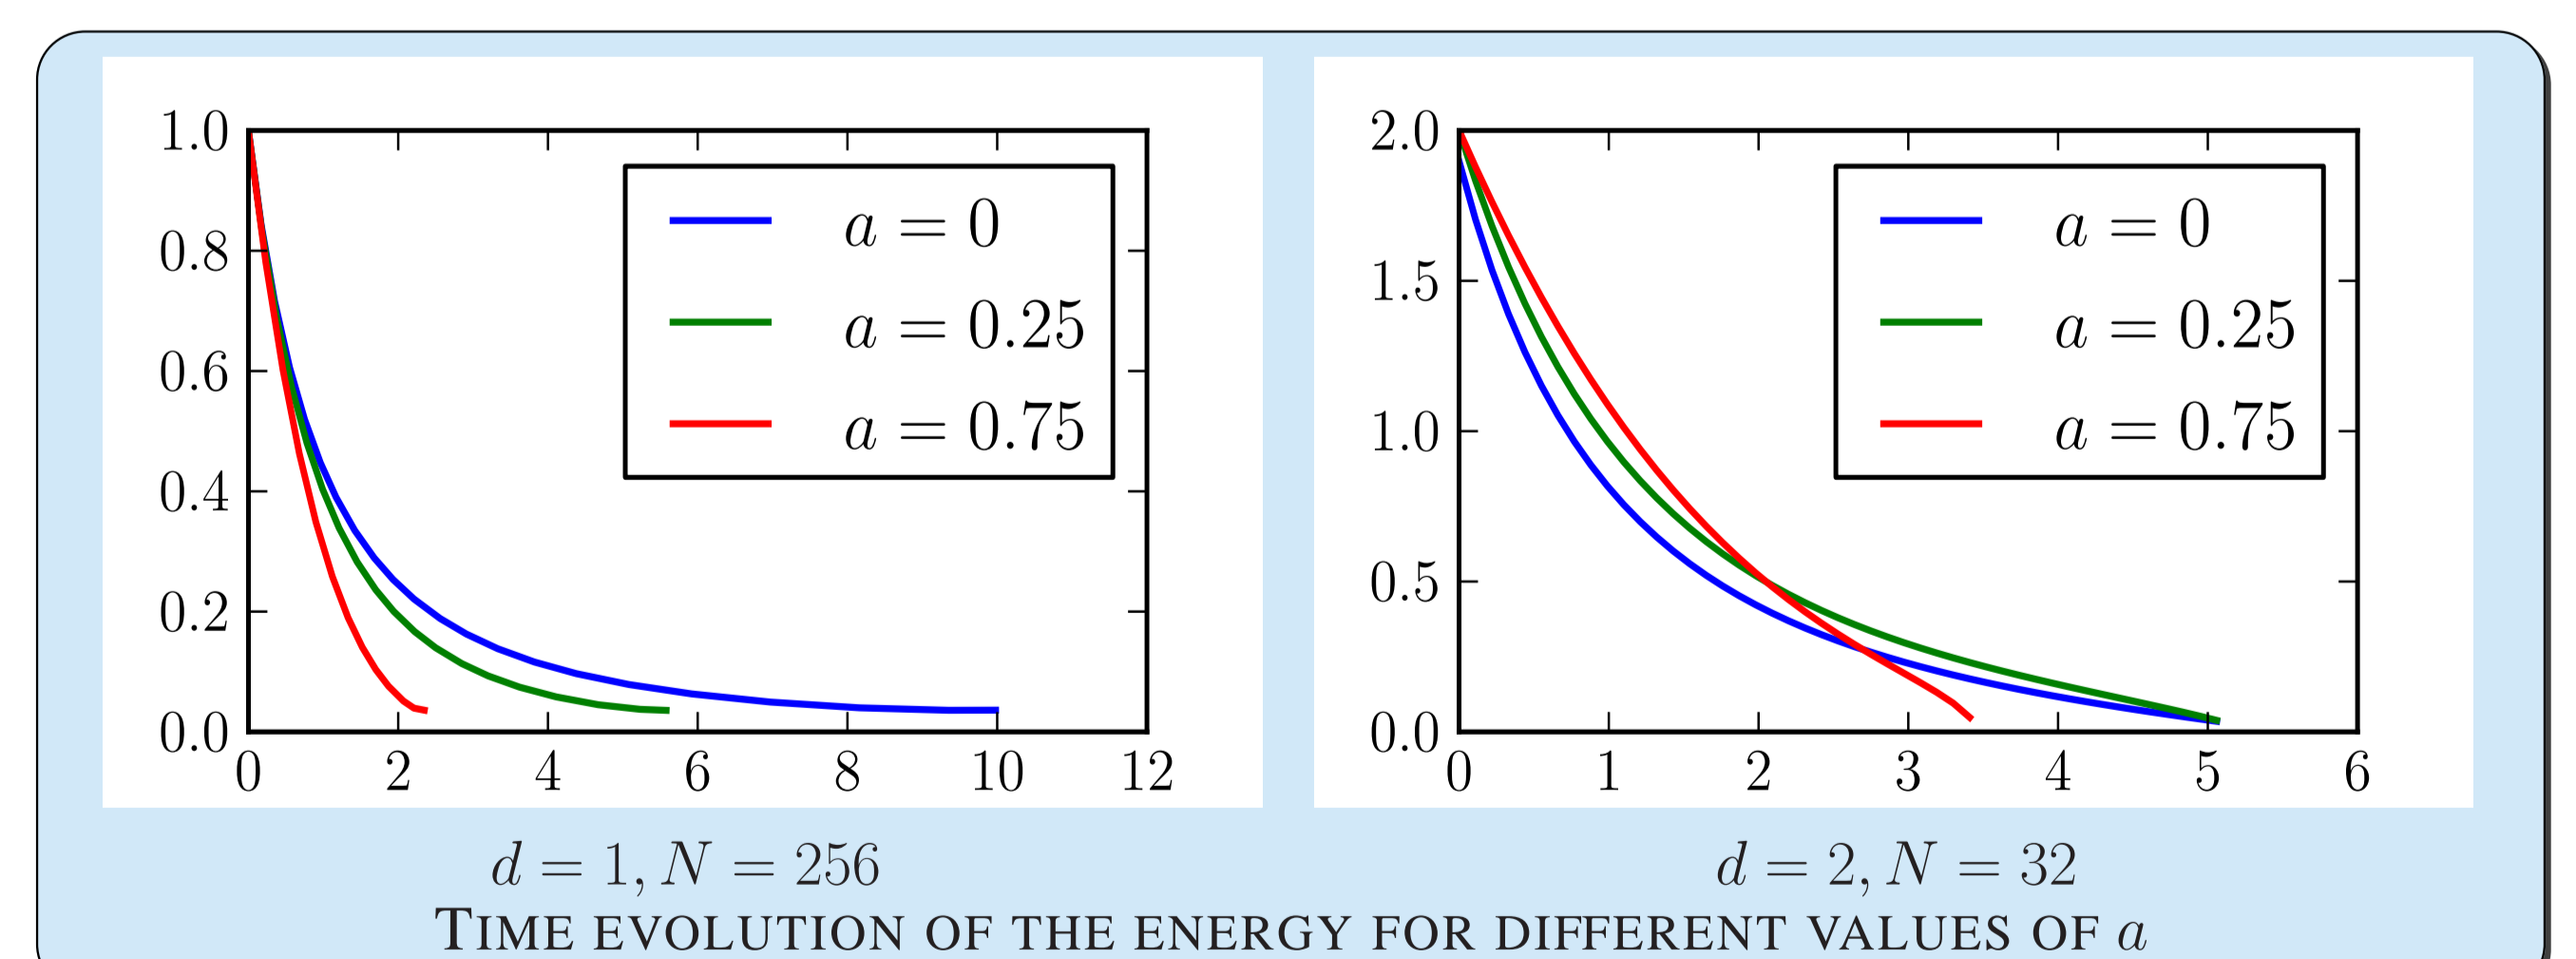 1.0
0.8
0.6
0.4
0.2
0.0
0 2 4 6 8 10 12
a = 0
a = 0.25
a = 0.75
d = 1, N = 256
2.0
1.5
1.0
0.5
0.0
0 1 2 3 4 5 6
a = 0
a = 0.25
a = 0.75
d = 2, N = 32
TIME EVOLUTION OF THE ENERGY FOR DIFFERENT VALUES OF a